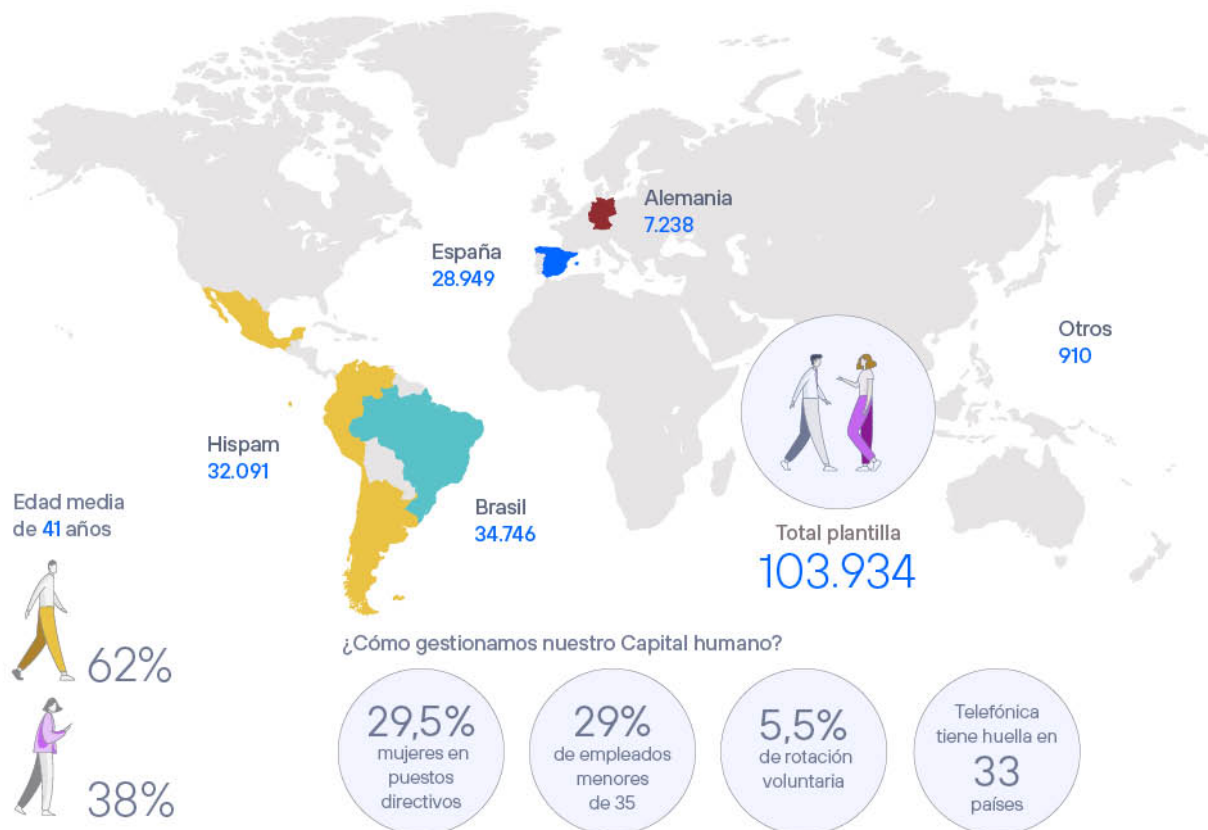 Alemania
7.238
España
28.949
Otros
910
Hispam
32.091
Brasil
34.746
Edad media
de 41 años
62%
38%
Total plantilla
103.934
¿Cómo gestionamos nuestro Capital humano?
29,5%
mujeres en
puestos
directivos
29%
de empleados
menores
de 35
5,5%
de rotación
voluntaria
Telefónica
tiene huella en
33
países